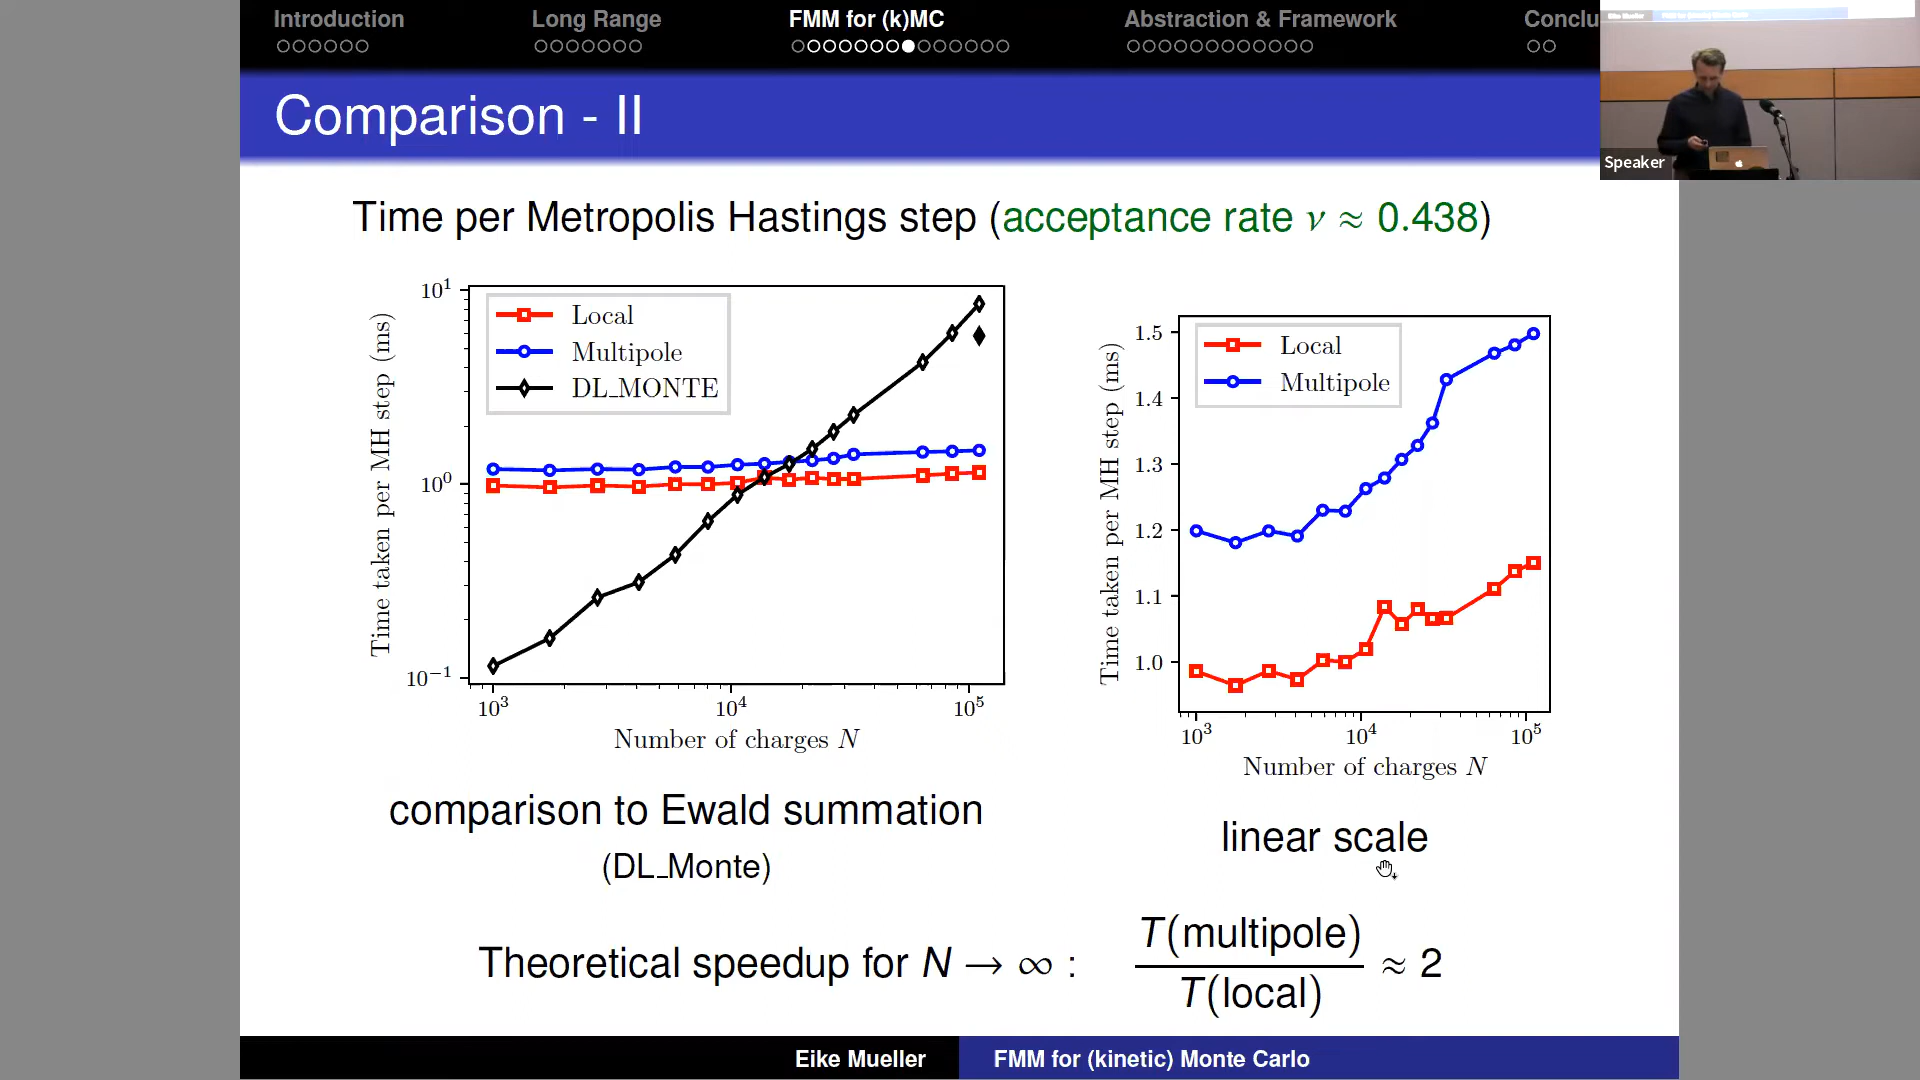 Introduction
Long Range
FMM for (k)MC
Abstraction & Framework
Conclu
Comparison - II
Speaker
Time per Metropolis Hastings step (acceptance rate ν ≈ 0.438)
Time taken per MH step (ms)
10¹
10⁰
10⁻¹
Local
Multipole
DL_MONTE
10³
10⁴
10⁵
Number of charges N
comparison to Ewald summation
(DL_Monte)
Time taken per MH step (ms)
1.5
1.4
1.3
1.2
1.1
1.0
Local
Multipole
10³
10⁴
10⁵
Number of charges N
linear scale
Theoretical speedup for N → ∞ :
T(multipole)
T(local)
≈ 2
Eike Mueller
FMM for (kinetic) Monte Carlo